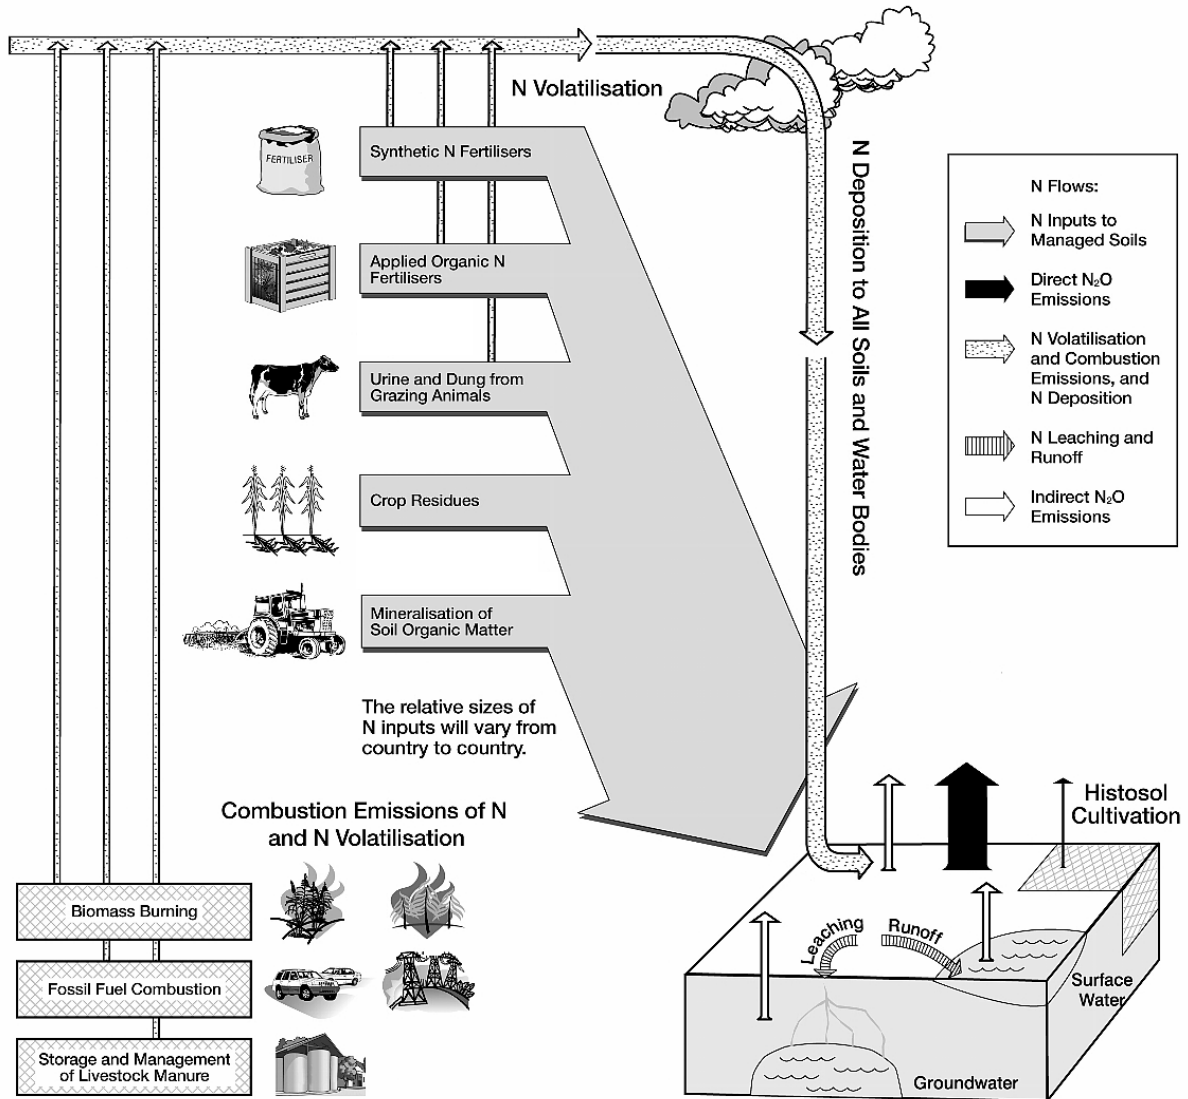 N Volatilisation
FERTILISER
Synthetic N Fertilisers
Applied Organic N
Fertilisers
Urine and Dung from
Grazing Animals
Crop Residues
Mineralisation of
Soil Organic Matter
The relative sizes of
N inputs will vary from
country to country.
N Deposition to All Soils and Water Bodies
N Flows:
N Inputs to
Managed Soils
Direct N₂O
Emissions
N Volatilisation
and Combustion
Emissions, and
N Deposition
N Leaching and
Runoff
Indirect N₂O
Emissions
Combustion Emissions of N
and N Volatilisation
Biomass Burning
Fossil Fuel Combustion
Storage and Management
of Livestock Manure
Histosol
Cultivation
Leaching
Runoff
Surface
Water
Groundwater